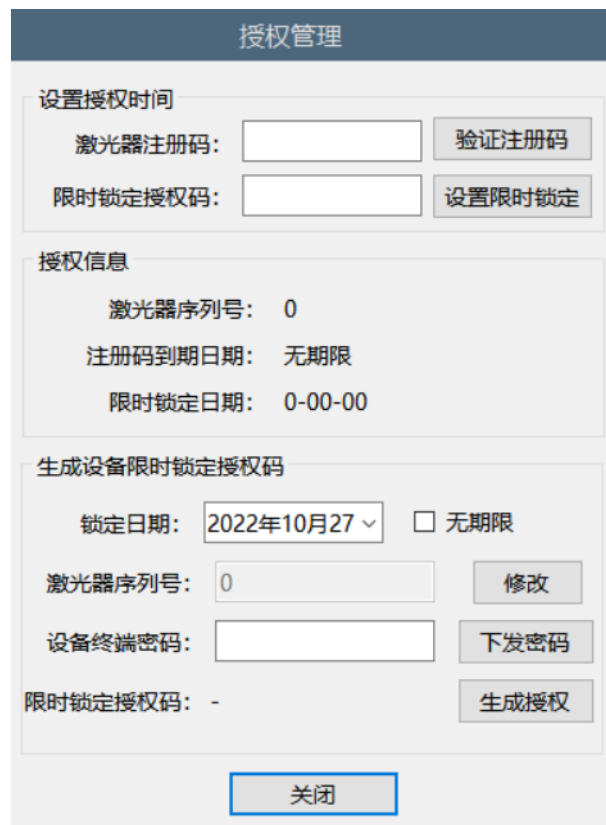 授权管理
设置授权时间
激光器注册码： 验证注册码
限时锁定授权码： 设置限时锁定
授权信息
激光器序列号： 0
注册码到期日期： 无期限
限时锁定日期： 0-00-00
生成设备限时锁定授权码
锁定日期： 2022年10月27 无期限
激光器序列号： 0 修改
设备终端密码： 下发密码
限时锁定授权码： - 生成授权
关闭